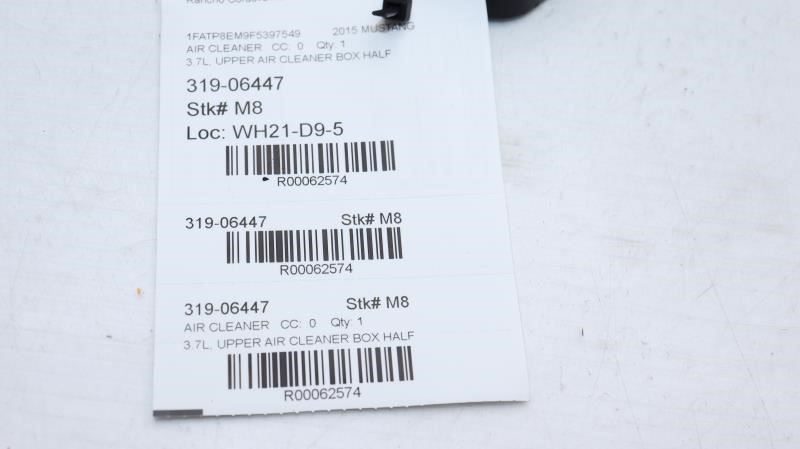 Rancho
1FATP8EM9F5397549 2015 MUSTANG
AIR CLEANER CC: 0 Qty: 1
3.7L, UPPER AIR CLEANER BOX HALF
319-06447
Stk# M8
Loc: WH21-D9-5
R00062574
319-06447 Stk# M8
R00062574
319-06447 Stk# M8
AIR CLEANER CC: 0 Qty: 1
3.7L, UPPER AIR CLEANER BOX HALF
R00062574